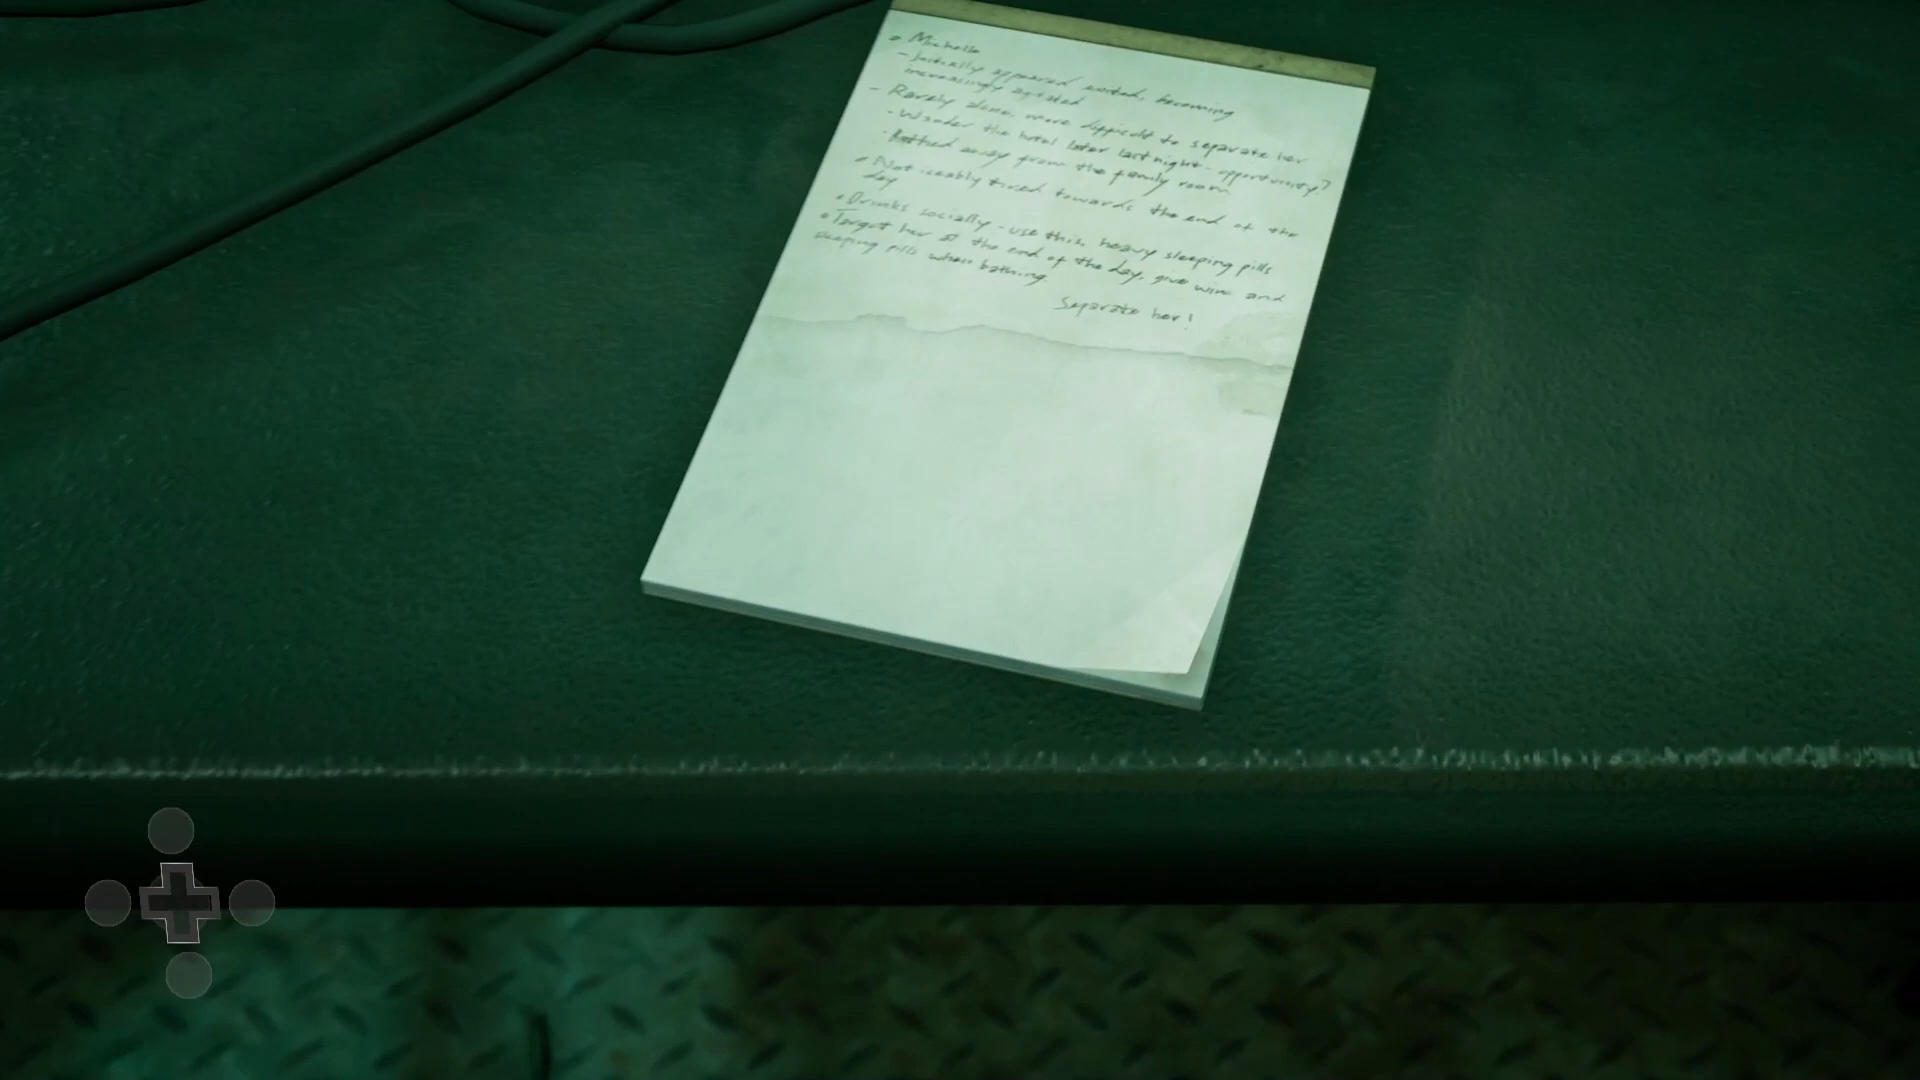 • Michelle
- Initially appeared excited, becoming
increasingly agitated
- Rarely alone, more difficult to separate her
- Wander the hotel later last night - opportunity?
- Bathed away from the family room
• Noticeably tired towards the end of the
day
• Drinks socially - use this, heavy sleeping pills
• Target her at the end of the day, give wine and
sleeping pills when bathing.
Separate her!